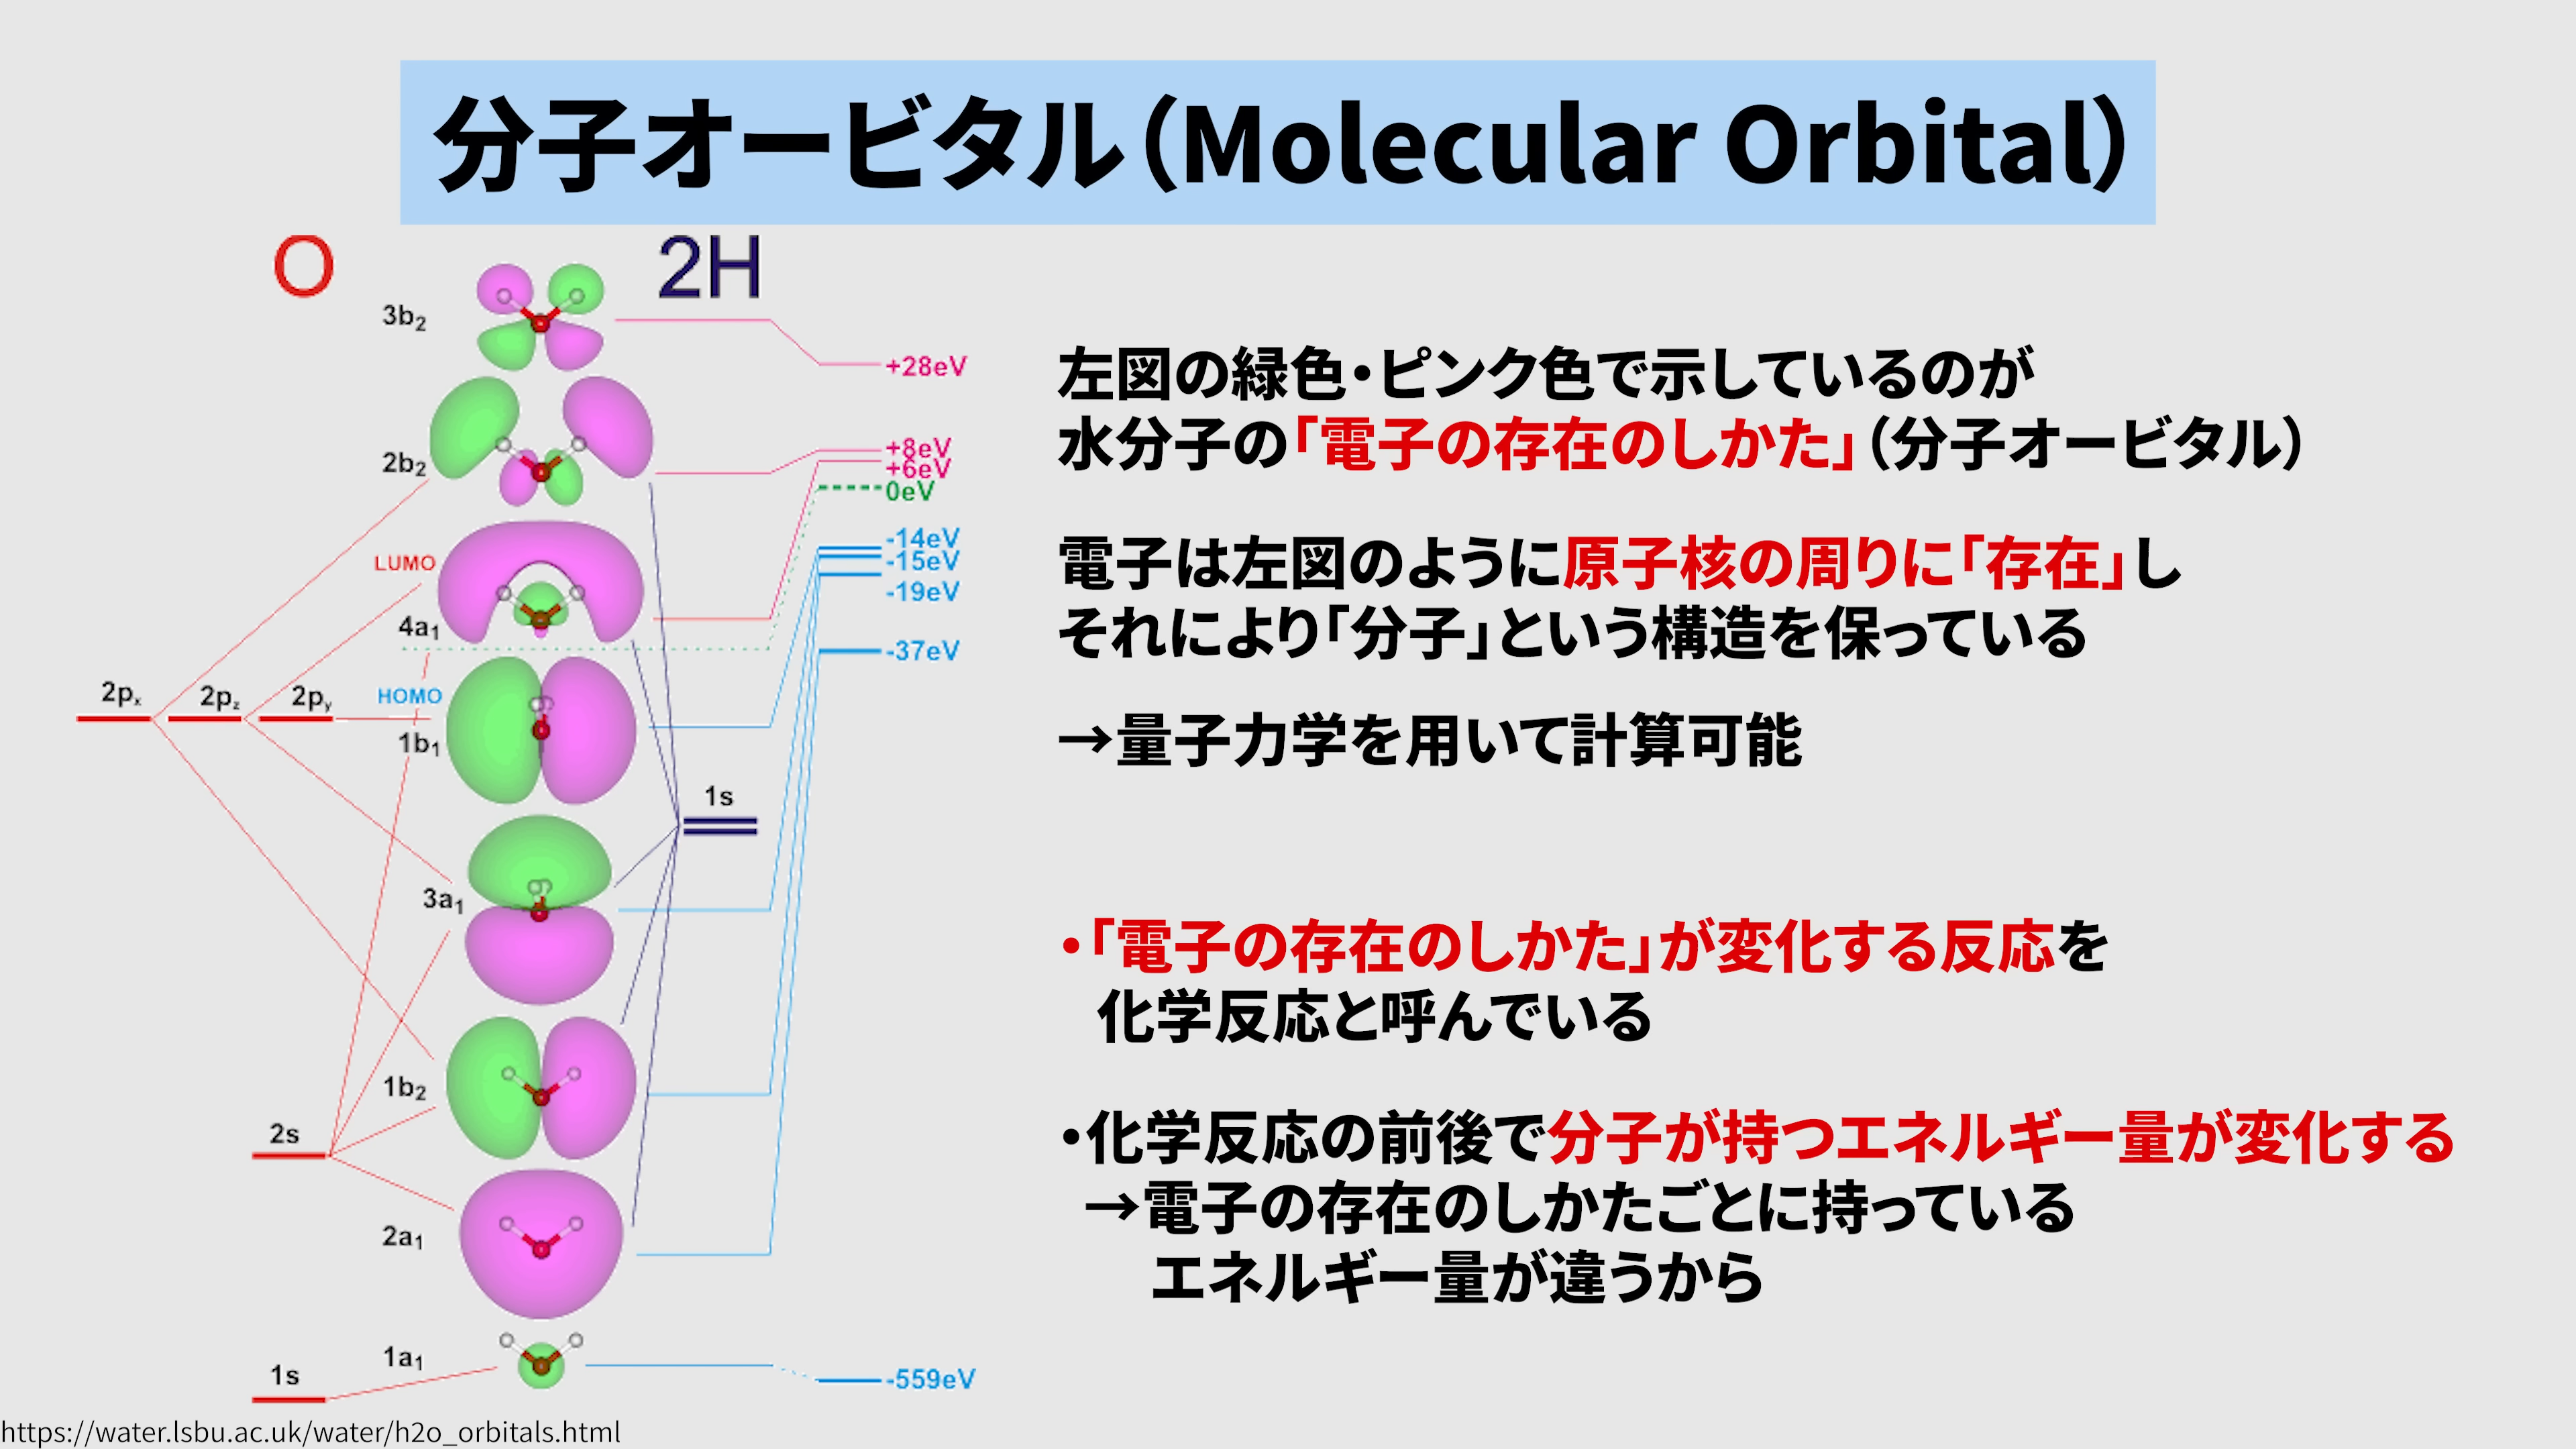 分子オービタル（Molecular Orbital）
O
2H
3b₂
+28eV
2b₂
+8eV
+6eV
0eV
LUMO
4a₁
-14eV
-15eV
-19eV
-37eV
2pₓ
2p_z
2p_y
HOMO
1b₁
1s
3a₁
1b₂
2s
2a₁
1a₁
1s
-559eV
左図の緑色・ピンク色で示しているのが
水分子の「電子の存在のしかた」（分子オービタル）
電子は左図のように原子核の周りに「存在」し
それにより「分子」という構造を保っている
→量子力学を用いて計算可能
・「電子の存在のしかた」が変化する反応を
化学反応と呼んでいる
・化学反応の前後で分子が持つエネルギー量が変化する
→電子の存在のしかたごとに持っている
エネルギー量が違うから
https://water.lsbu.ac.uk/water/h2o_orbitals.html